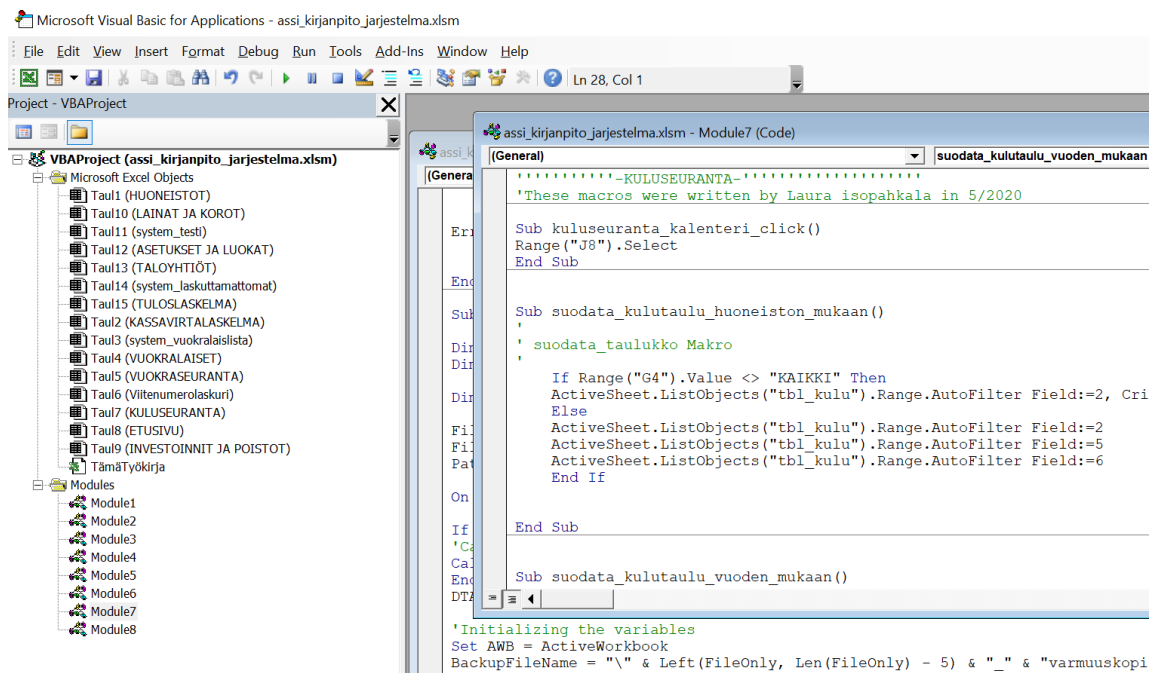 Microsoft Visual Basic for Applications - assi_kirjanpito_jarjestelma.xlsm
File Edit View Insert Format Debug Run Tools Add-Ins Window Help
Ln 28, Col 1
Project - VBAProject
VBAProject (assi_kirjanpito_jarjestelma.xlsm)
Microsoft Excel Objects
Taul1 (HUONEISTOT)
Taul10 (LAINAT JA KOROT)
Taul11 (system_testi)
Taul12 (ASETUKSET JA LUOKAT)
Taul13 (TALOYHTIÖT)
Taul14 (system_laskuttamattomat)
Taul15 (TULOSLASKELMA)
Taul2 (KASSAVIRTALASKELMA)
Taul3 (system_vuokralaislista)
Taul4 (VUOKRALAISET)
Taul5 (VUOKRASEURANTA)
Taul6 (Viitenumerolaskuri)
Taul7 (KULUSEURANTA)
Taul8 (ETUSIVU)
Taul9 (INVESTOINNIT JA POISTOT)
TämäTyökirja
Modules
Module1
Module2
Module3
Module4
Module5
Module6
Module7
Module8
assi_k
(Genera
Err
End
Sub
Dim
Dim
Dim
Fil
Fil
Pat
On
If
'Ca
Cal
End
DTA
'Initializing the variables
Set AWB = ActiveWorkbook
BackupFileName = "\" & Left(FileOnly, Len(FileOnly) - 5) & "_" & "varmuuskopi
assi_kirjanpito_jarjestelma.xlsm - Module7 (Code)
(General)
suodata_kulutaulu_vuoden_mukaan
'''''''''''-KULUSEURANTA-''''''''''''''''''''
'These macros were written by Laura isopahkala in 5/2020
Sub kuluseuranta_kalenteri_click()
Range("J8").Select
End Sub
Sub suodata_kulutaulu_huoneiston_mukaan()
'
' suodata_taulukko Makro
'
If Range("G4").Value <> "KAIKKI" Then
ActiveSheet.ListObjects("tbl_kulu").Range.AutoFilter Field:=2, Cri
Else
ActiveSheet.ListObjects("tbl_kulu").Range.AutoFilter Field:=2
ActiveSheet.ListObjects("tbl_kulu").Range.AutoFilter Field:=5
ActiveSheet.ListObjects("tbl_kulu").Range.AutoFilter Field:=6
End If
End Sub
Sub suodata_kulutaulu_vuoden_mukaan()